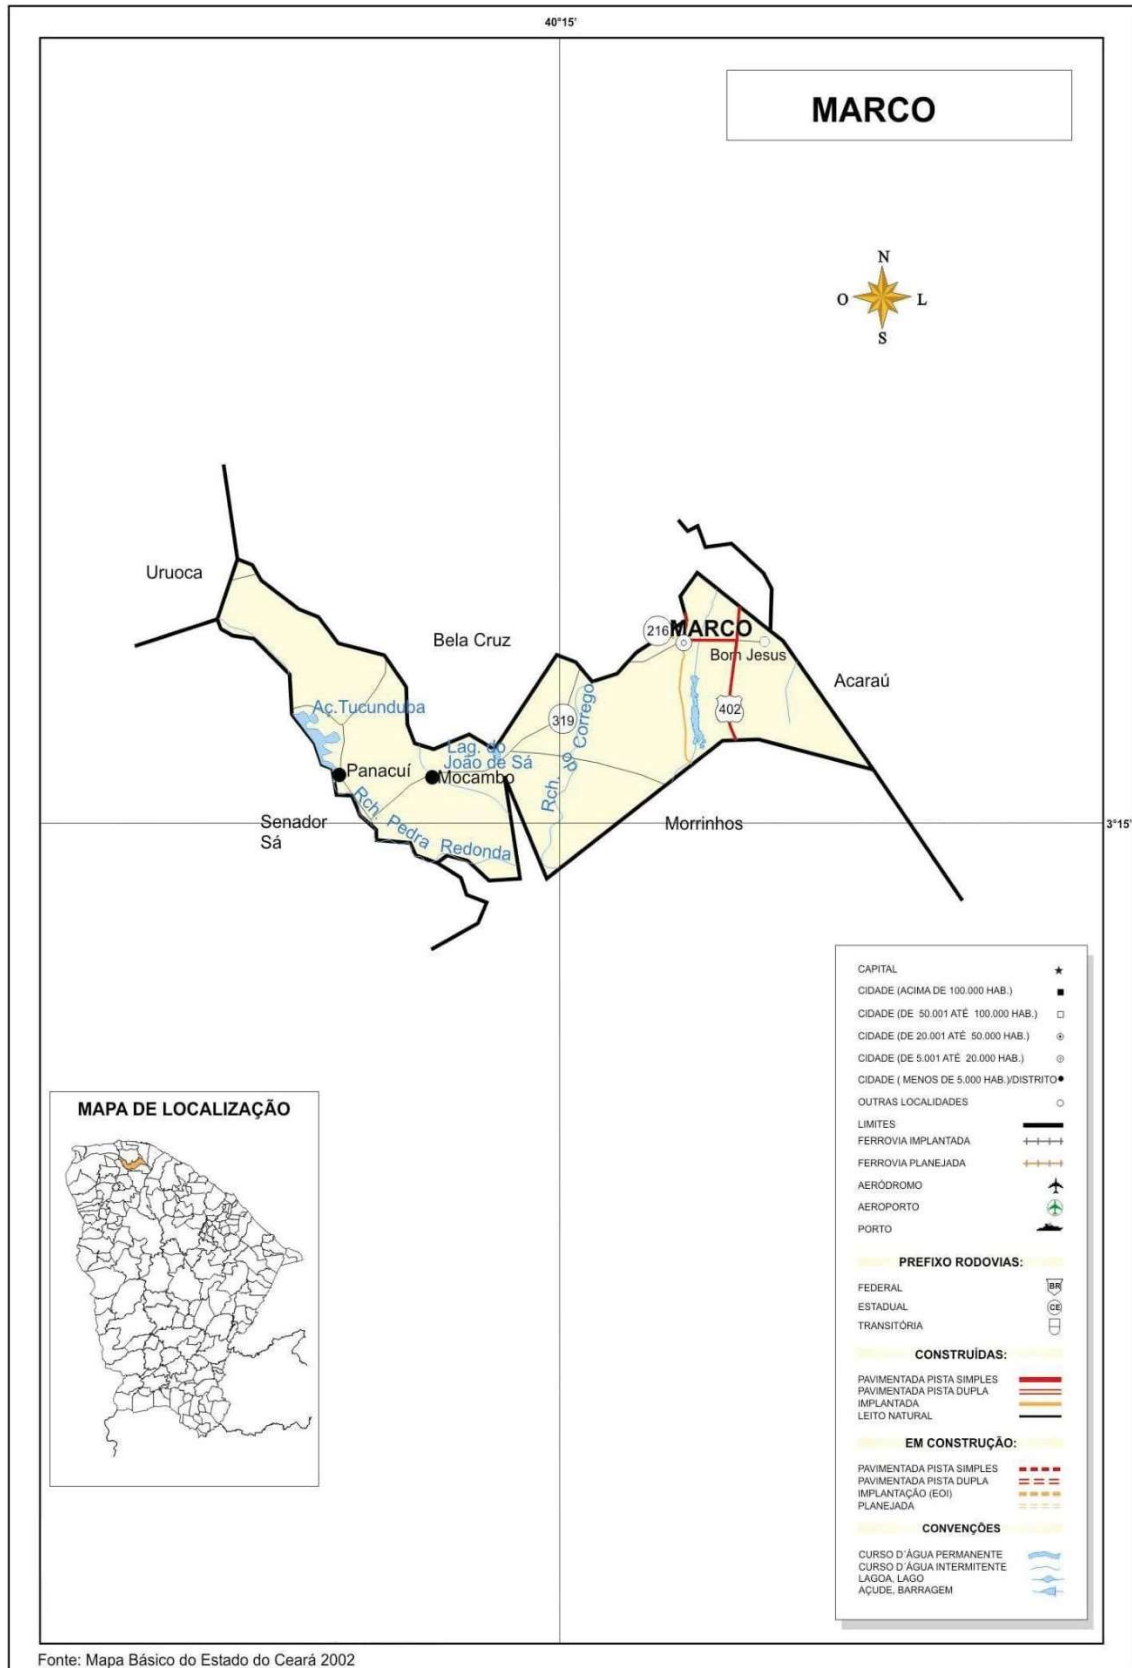 40°15'
MARCO
N
O
L
S
Uruoca
Bela Cruz
216
MARCO
Bom Jesus
Acaraú
Aç.Tucunduba
402
319
Rch. do Corrego
Lag. do
João de Sá
Panacuí
Mocambo
Rch. Pedra Redonda
Senador
Sá
Morrinhos
3°15'
CAPITAL
CIDADE (ACIMA DE 100.000 HAB.)
CIDADE (DE 50.001 ATÉ 100.000 HAB.)
CIDADE (DE 20.001 ATÉ 50.000 HAB.)
CIDADE (DE 5.001 ATÉ 20.000 HAB.)
CIDADE ( MENOS DE 5.000 HAB.)/DISTRITO
OUTRAS LOCALIDADES
LIMITES
FERROVIA IMPLANTADA
FERROVIA PLANEJADA
AERÓDROMO
AEROPORTO
PORTO
PREFIXO RODOVIAS:
FEDERAL BR
ESTADUAL CE
TRANSITÓRIA
CONSTRUÍDAS:
PAVIMENTADA PISTA SIMPLES
PAVIMENTADA PISTA DUPLA
IMPLANTADA
LEITO NATURAL
EM CONSTRUÇÃO:
PAVIMENTADA PISTA SIMPLES
PAVIMENTADA PISTA DUPLA
IMPLANTAÇÃO (EOI)
PLANEJADA
CONVENÇÕES
CURSO D´ÁGUA PERMANENTE
CURSO D´ÁGUA INTERMITENTE
LAGOA, LAGO
AÇUDE, BARRAGEM
MAPA DE LOCALIZAÇÃO
Fonte: Mapa Básico do Estado do Ceará 2002